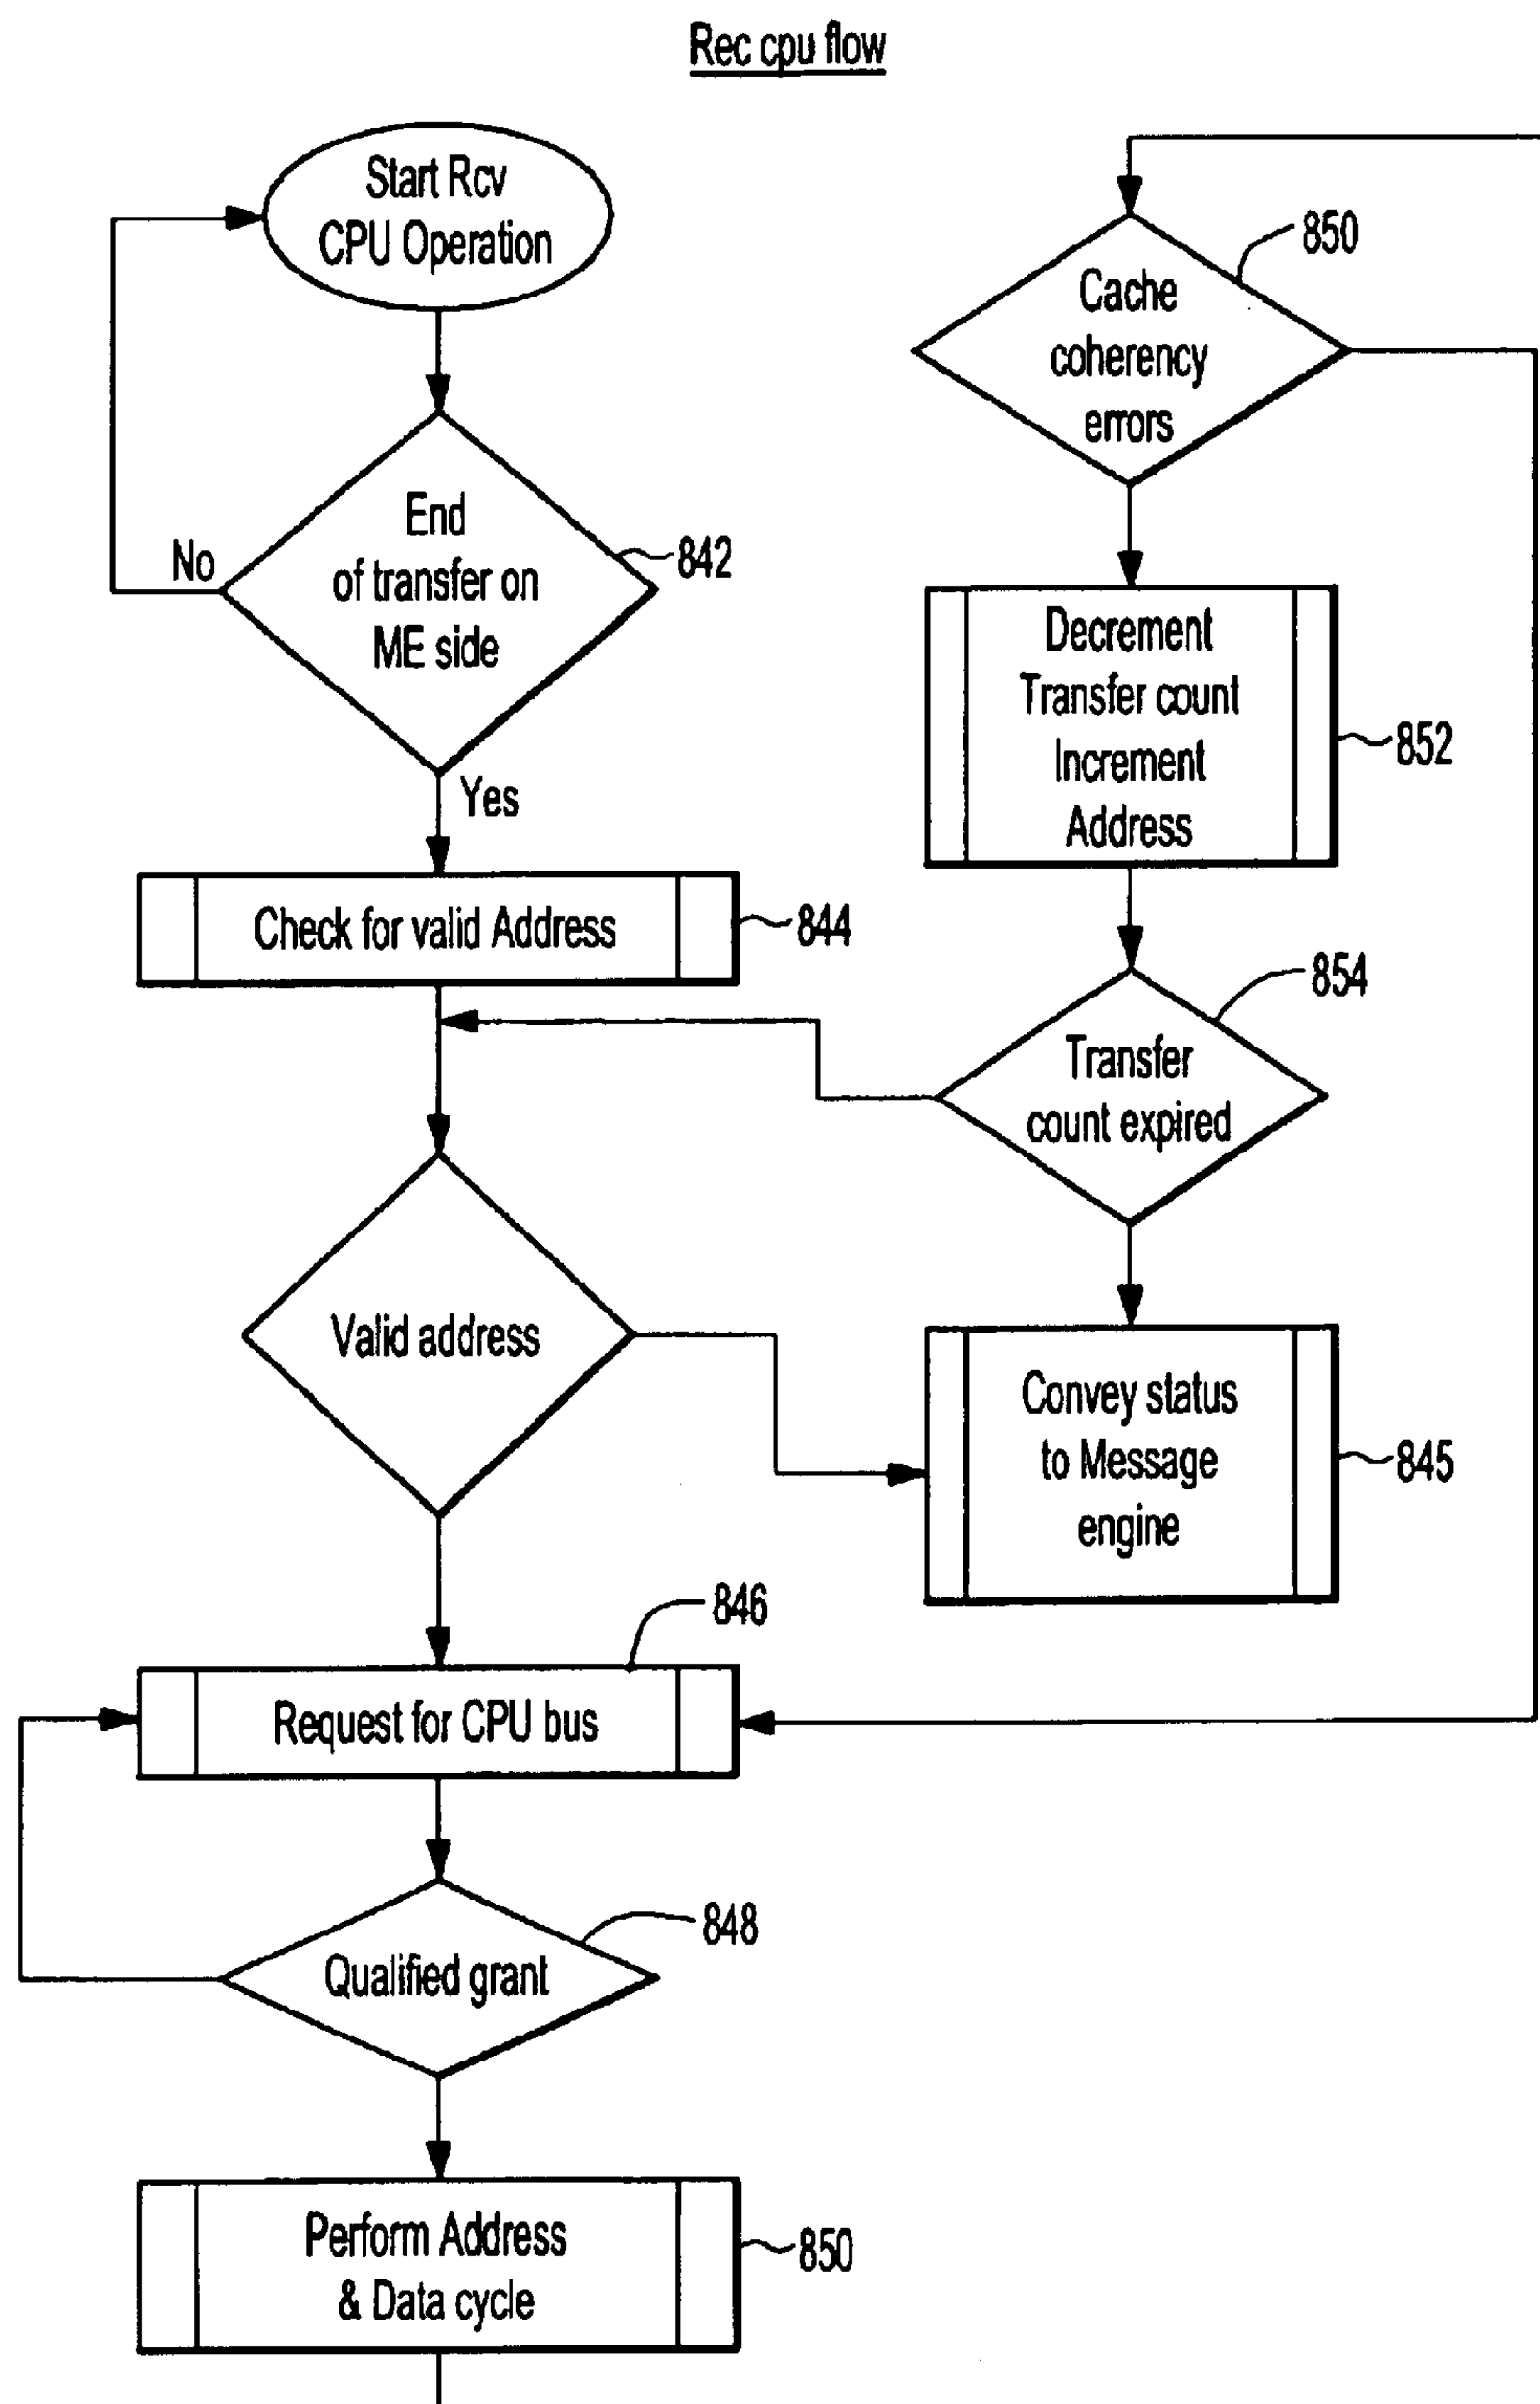 Rec cpu flow
Start Rcv
CPU Operation
End
of transfer on
ME side
842
No
Yes
Check for valid Address
844
Valid address
846
Request for CPU bus
848
Qualified grant
Perform Address
& Data cycle
850
850
Cache
coherency
errors
Decrement
Transfer count
Increment
Address
852
854
Transfer
count expired
Convey status
to Message
engine
845